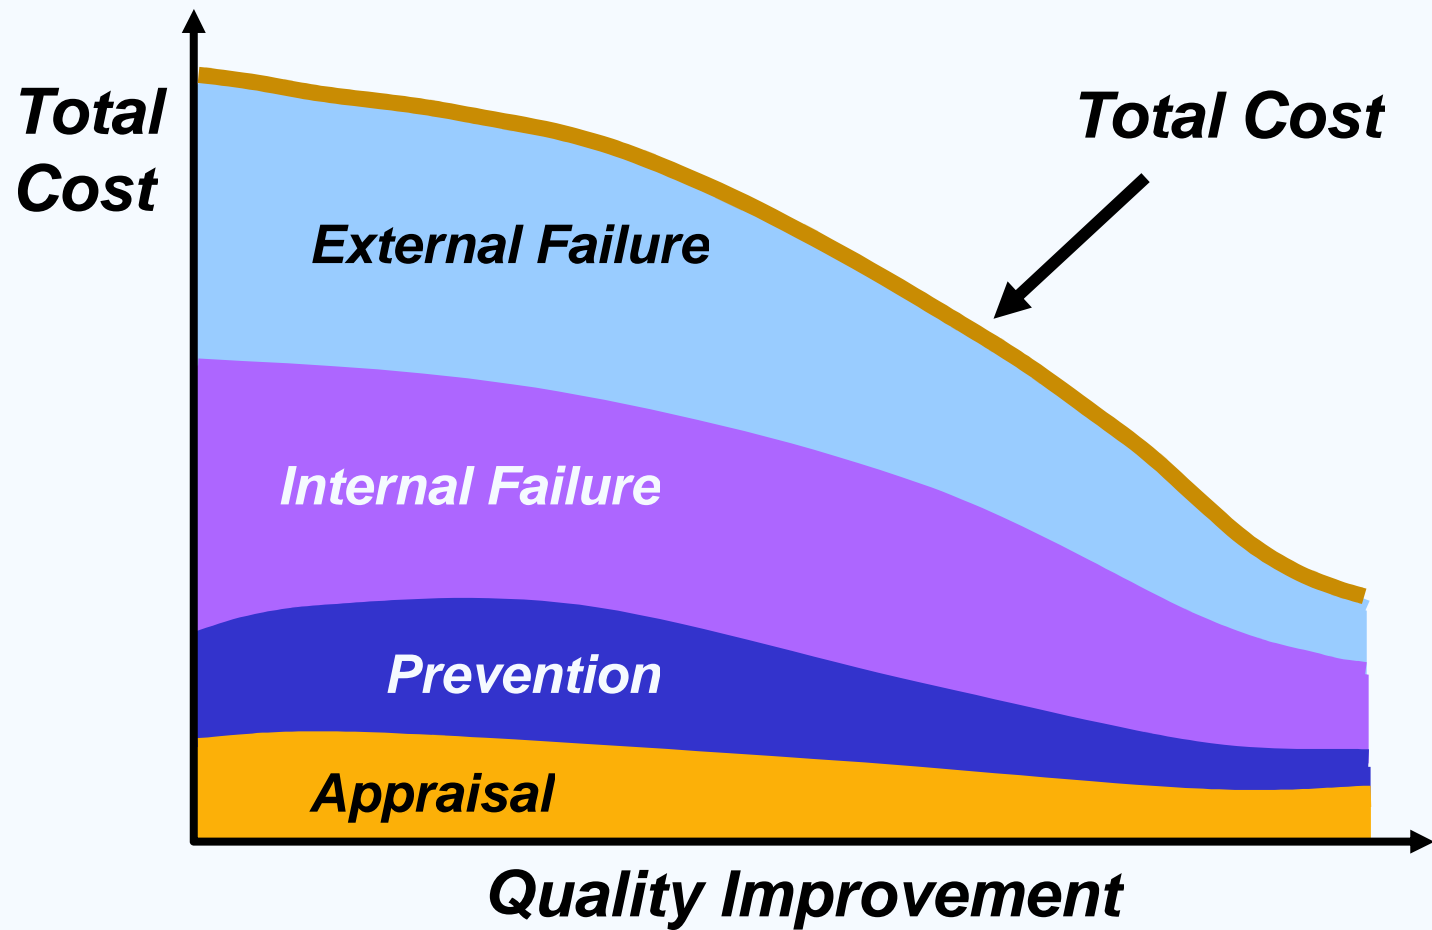 Total
Cost
Total Cost
External Failure
Internal Failure
Prevention
Appraisal
Quality Improvement